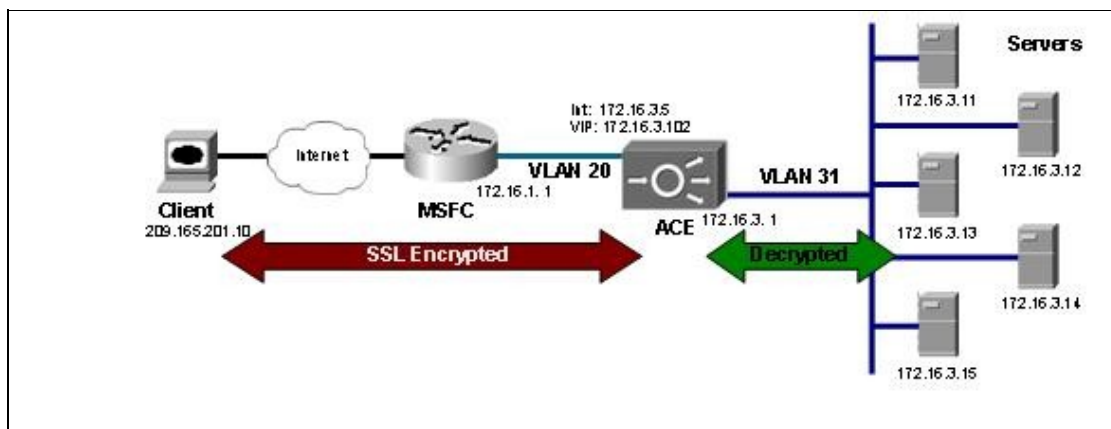 Servers
172.16.3.11
Int: 172.16.3.5
VIP: 172.16.3.102
Internet
VLAN 20
VLAN 31
172.16.3.12
172.16.1.1
Client
MSFC
ACE
172.16.3.1
209.165.201.10
172.16.3.13
SSL Encrypted
Decrypted
172.16.3.14
172.16.3.15